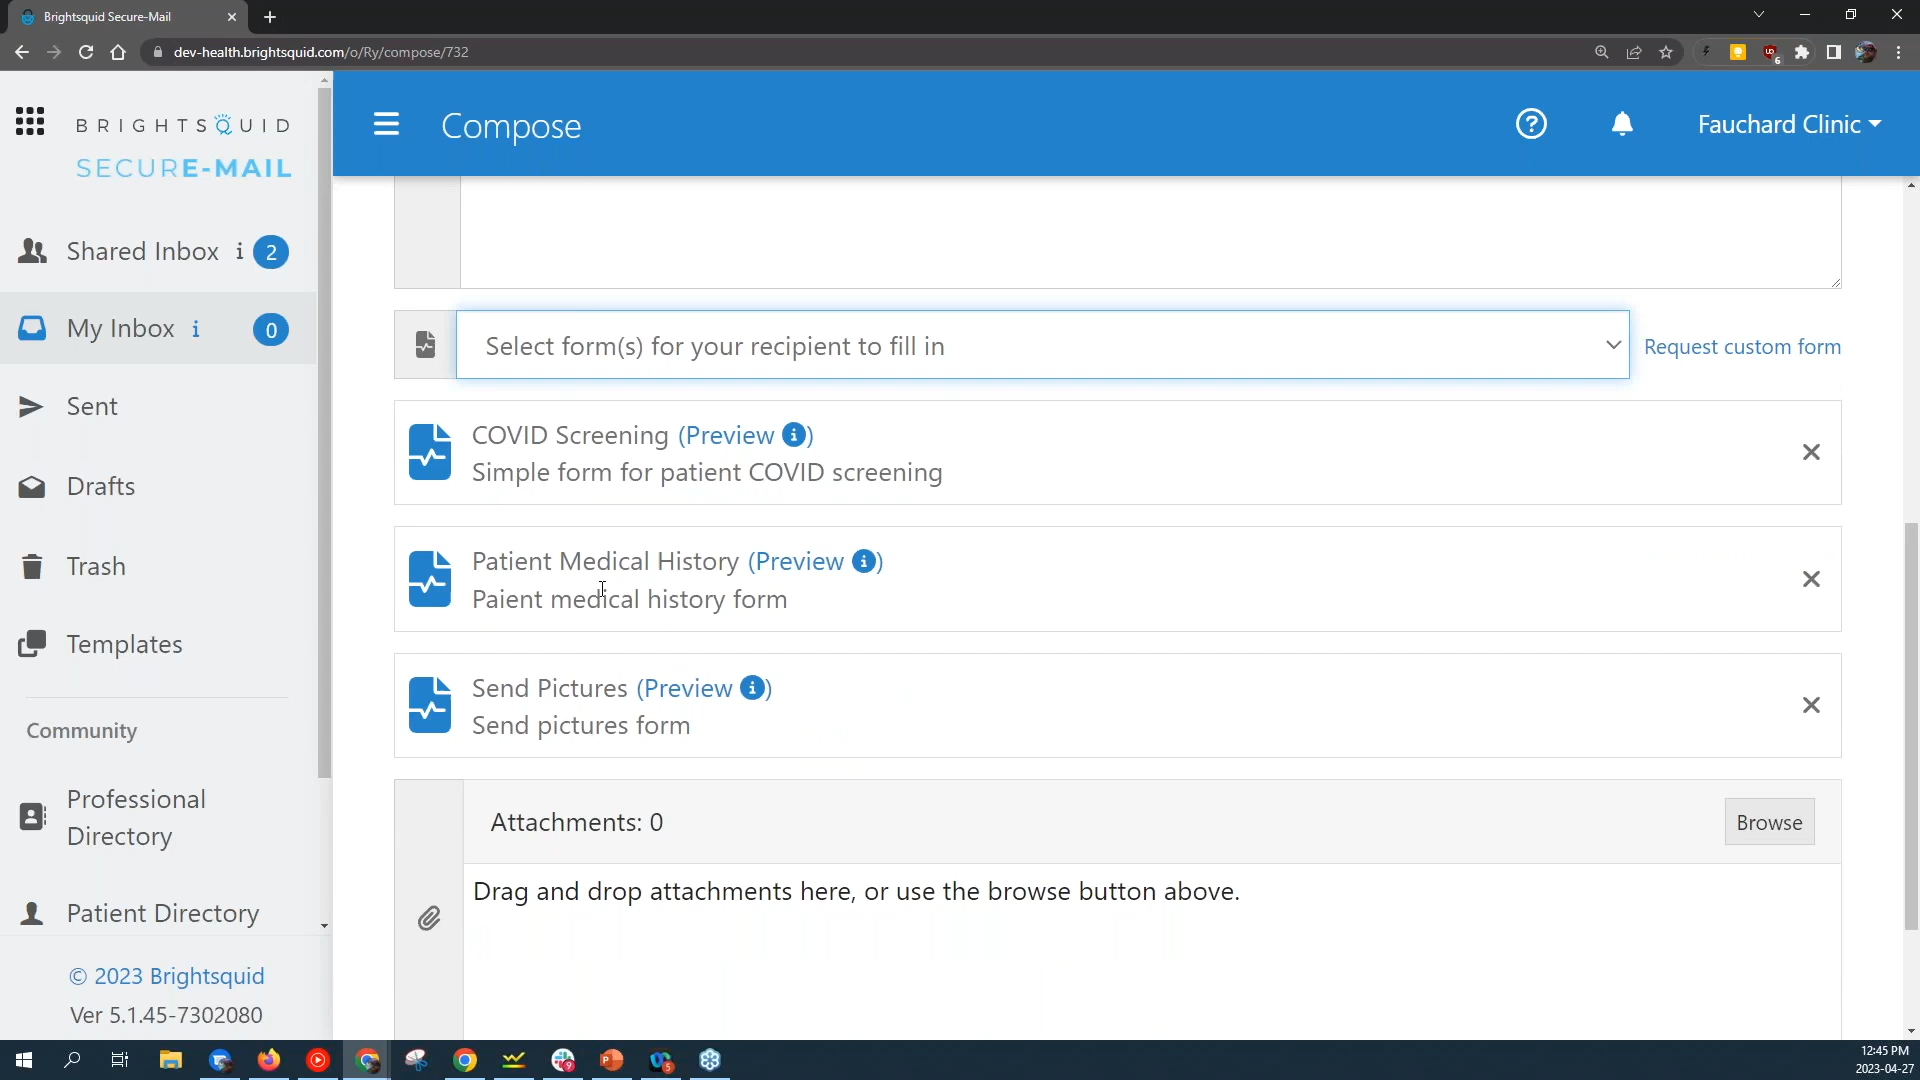 Brightsquid Secure-Mail
dev-health.brightsquid.com/o/Ry/compose/732
6
BRIGHTSQUID
SECURE-MAIL
Shared Inbox i 2
My Inbox i 0
Sent
Drafts
Trash
Templates
Community
Professional
Directory
Patient Directory
© 2023 Brightsquid
Ver 5.1.45-7302080
Compose
?
Fauchard Clinic
Select form(s) for your recipient to fill in
Request custom form
COVID Screening (Preview i)
Simple form for patient COVID screening
Patient Medical History (Preview i)
Paient medical history form
Send Pictures (Preview i)
Send pictures form
Attachments: 0
Browse
Drag and drop attachments here, or use the browse button above.
9
P
5
12:45 PM
2023-04-27